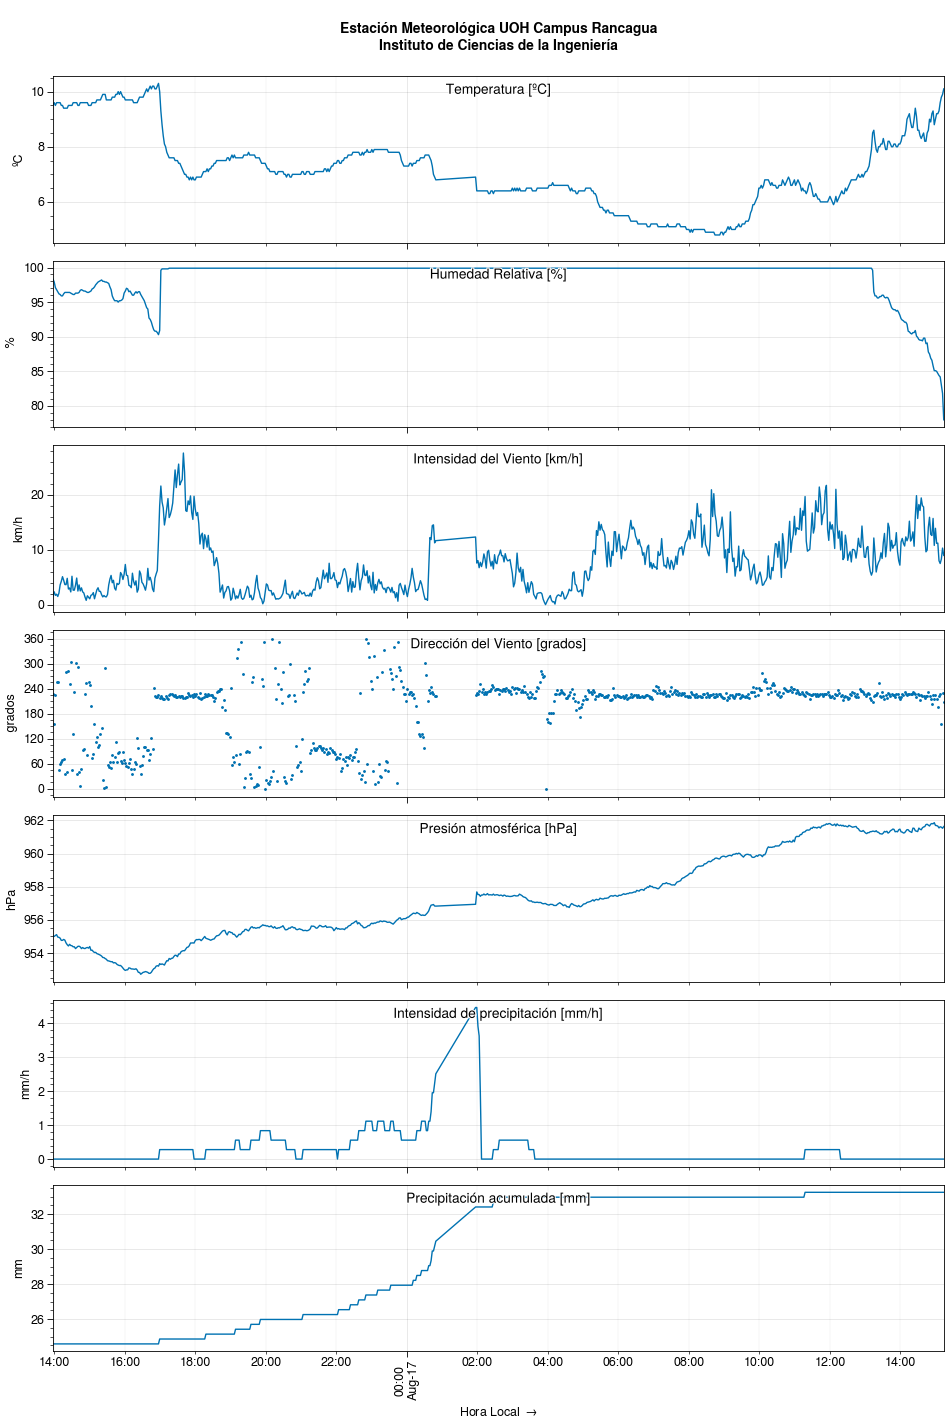 Estación Meteorológica UOH Campus Rancagua
Instituto de Ciencias de la Ingeniería
Temperatura [ºC]
10
8
6
ºC
Humedad Relativa [%]
100
95
90
85
80
%
Intensidad del Viento [km/h]
20
10
0
km/h
Dirección del Viento [grados]
360
300
240
180
120
60
0
grados
Presión atmosférica [hPa]
962
960
958
956
954
hPa
Intensidad de precipitación [mm/h]
4
3
2
1
0
mm/h
Precipitación acumulada [mm]
32
30
28
26
mm
14:00 16:00 18:00 20:00 22:00 00:00 02:00 04:00 06:00 08:00 10:00 12:00 14:00
Aug-17
Hora Local →